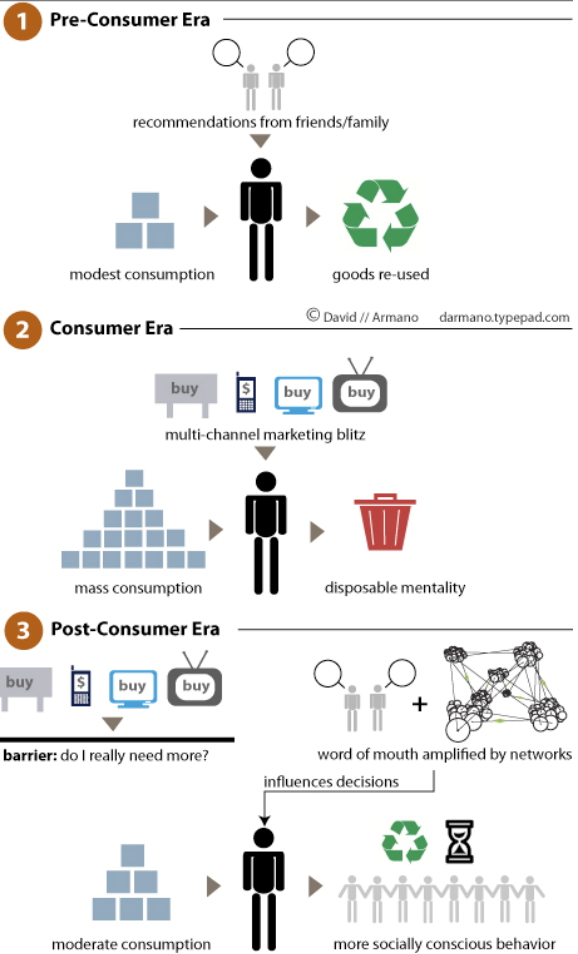 1 Pre-Consumer Era
recommendations from friends/family
modest consumption
goods re-used
© David // Armano darmano.typepad.com
2 Consumer Era
buy $ buy buy
multi-channel marketing blitz
mass consumption
disposable mentality
3 Post-Consumer Era
buy $ buy buy
+
barrier: do I really need more?
word of mouth amplified by networks
influences decisions
moderate consumption
more socially conscious behavior